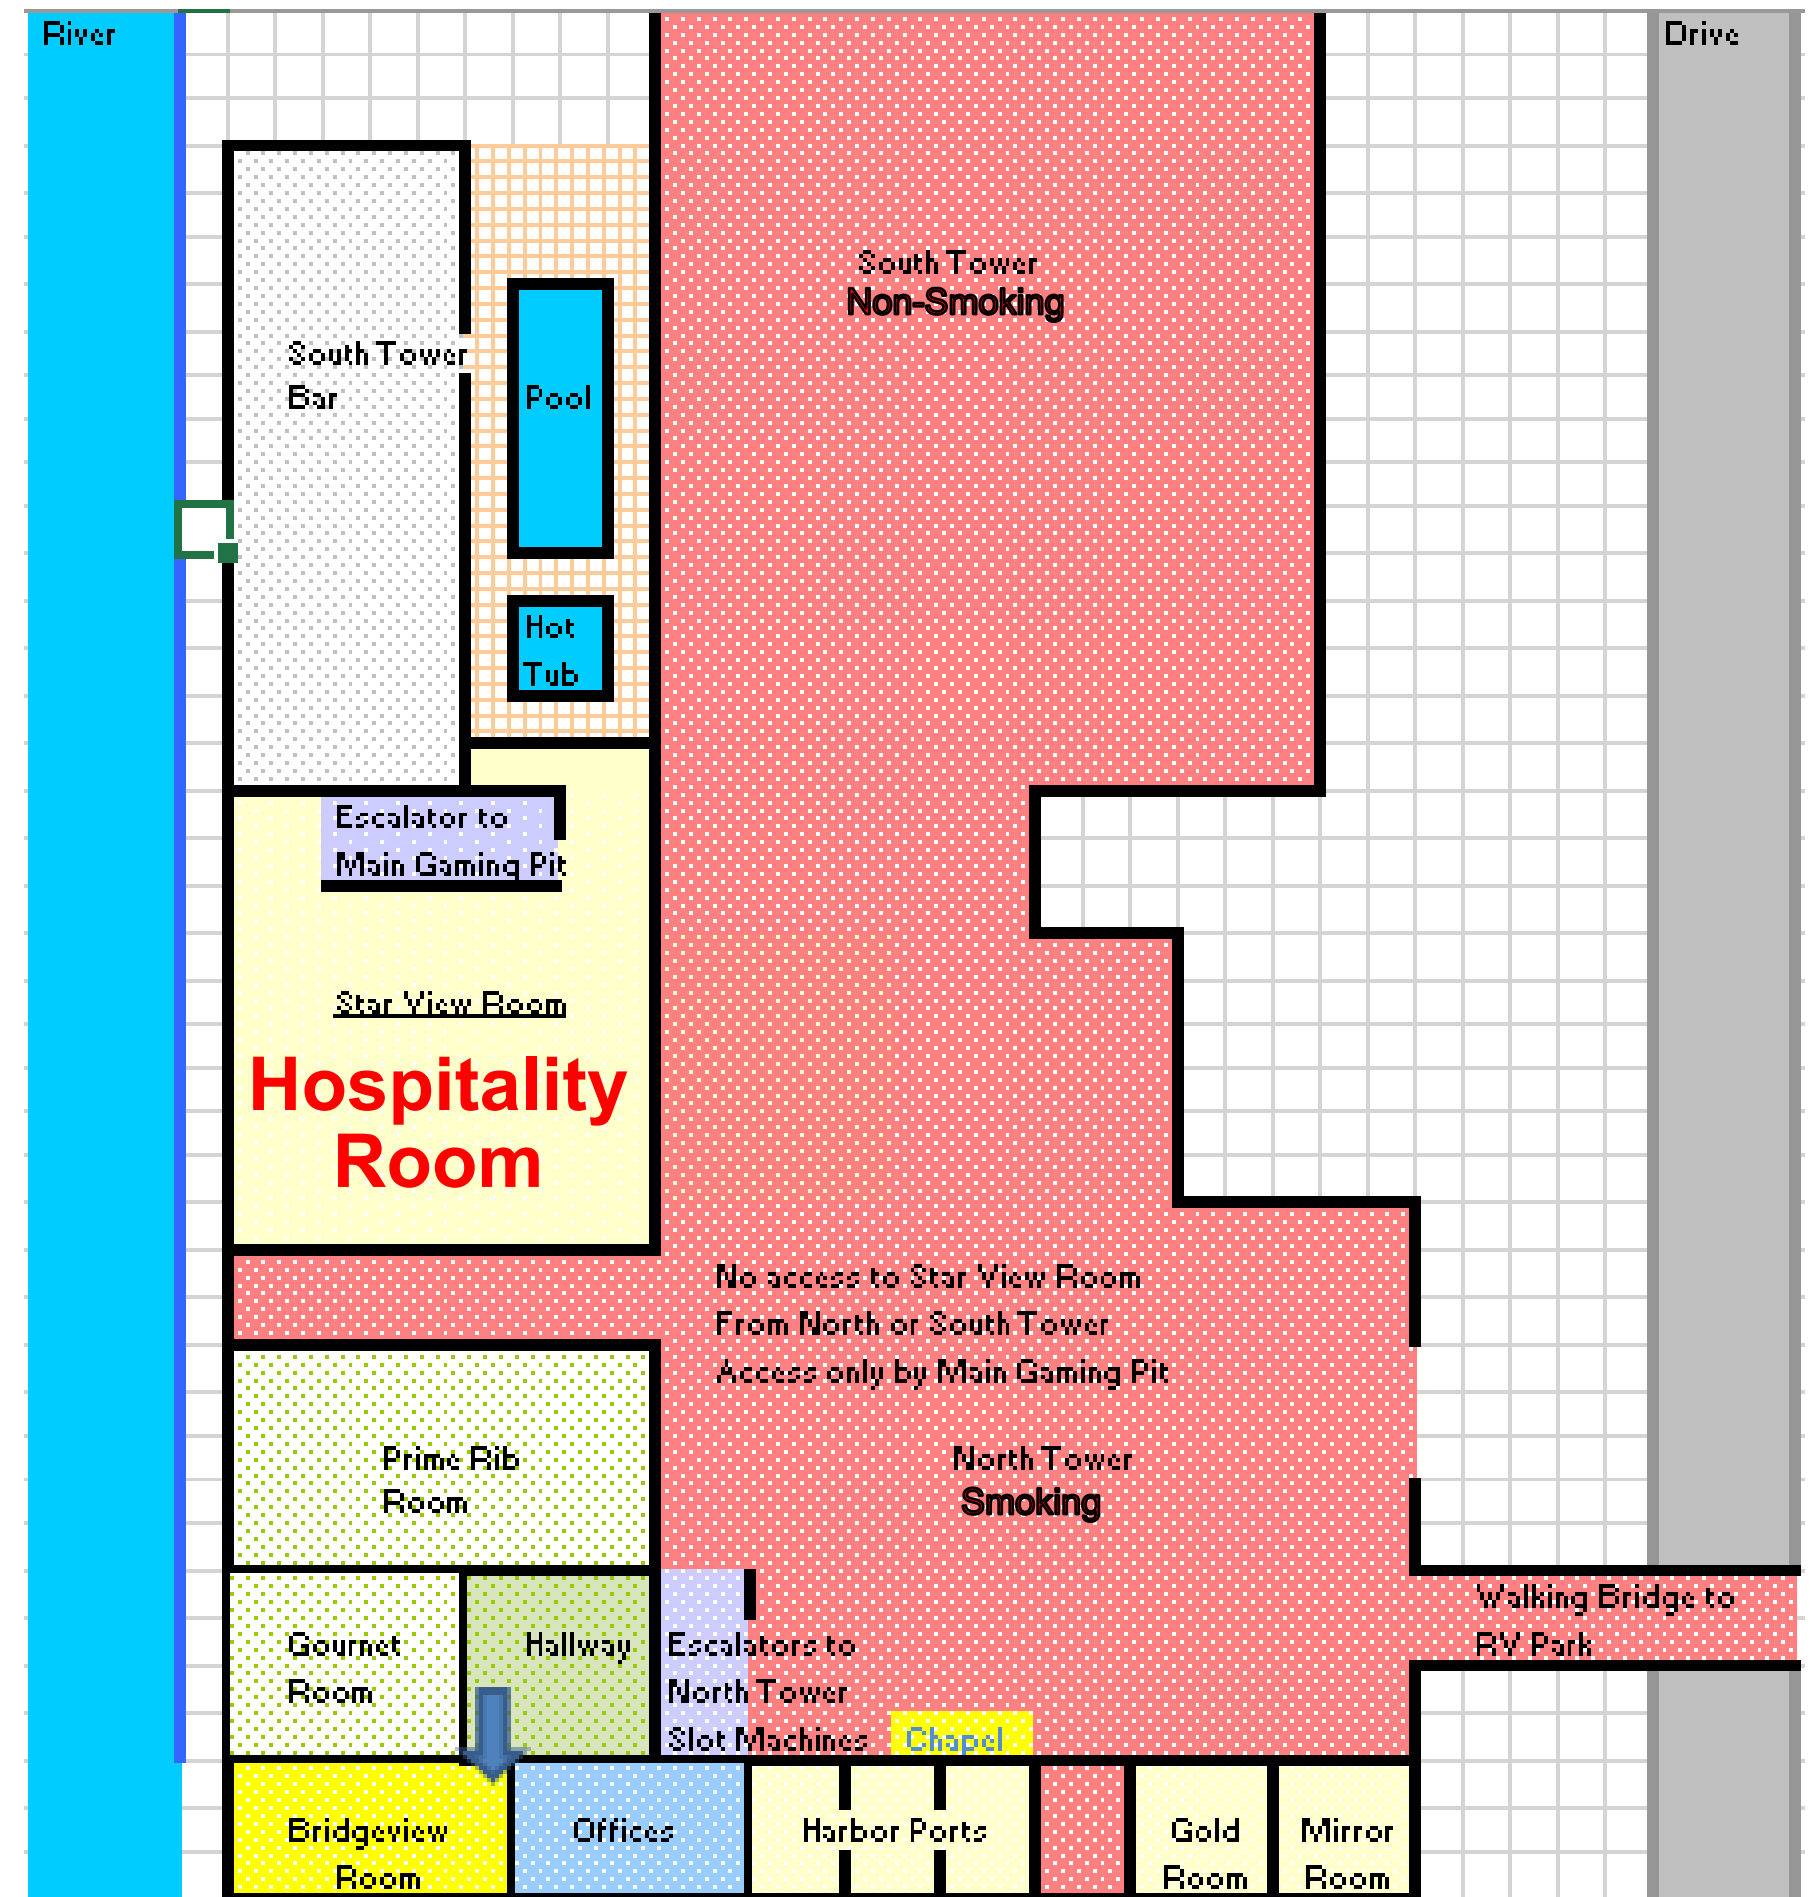 River
Drive
South Tower
Non-Smoking
South Tower
Bar
Pool
Hot
Tub
Escalator to
Main Gaming Pit
Star View Room
Hospitality
Room
No access to Star View Room
From North or South Tower
Access only by Main Gaming Pit
Prime Rib
Room
North Tower
Smoking
Walking Bridge to
RV Park
Gournet
Room
Hallway
Escalators to
North Tower
Slot Machines
Chapel
Bridgeview
Room
Offices
Harbor Ports
Gold
Room
Mirror
Room